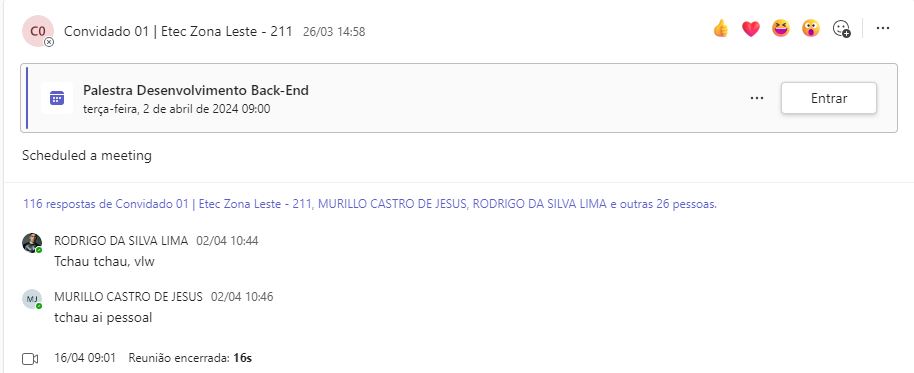 C0
Convidado 01 | Etec Zona Leste - 211 26/03 14:58
Palestra Desenvolvimento Back-End
terça-feira, 2 de abril de 2024 09:00
Entrar
Scheduled a meeting
116 respostas de Convidado 01 | Etec Zona Leste - 211, MURILLO CASTRO DE JESUS, RODRIGO DA SILVA LIMA e outras 26 pessoas.
RODRIGO DA SILVA LIMA 02/04 10:44
Tchau tchau, vlw
MJ
MURILLO CASTRO DE JESUS 02/04 10:46
tchau ai pessoal
16/04 09:01 Reunião encerrada: 16s